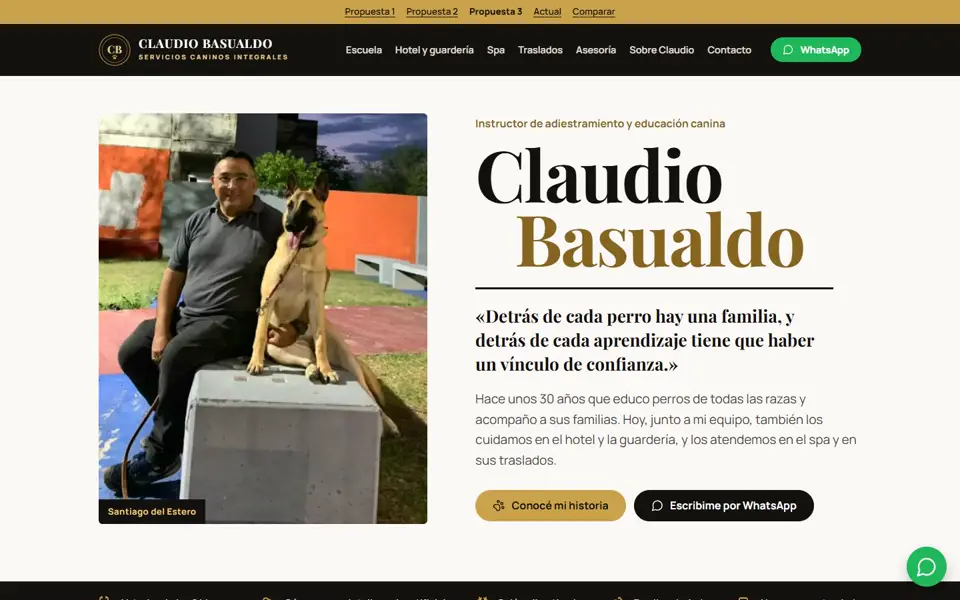 Propuesta 1 Propuesta 2 Propuesta 3 Actual Comparar
CB
CLAUDIO BASUALDO
SERVICIOS CANINOS INTEGRALES
Escuela Hotel y guardería Spa Traslados Asesoría Sobre Claudio Contacto WhatsApp
Instructor de adiestramiento y educación canina
Claudio
Basualdo
«Detrás de cada perro hay una familia, y
detrás de cada aprendizaje tiene que haber
un vínculo de confianza.»
Hace unos 30 años que educo perros de todas las razas y
acompaño a sus familias. Hoy, junto a mi equipo, también los
cuidamos en el hotel y la guardería, y los atendemos en el spa y en
sus traslados.
Conocé mi historia Escribime por WhatsApp
Santiago del Estero